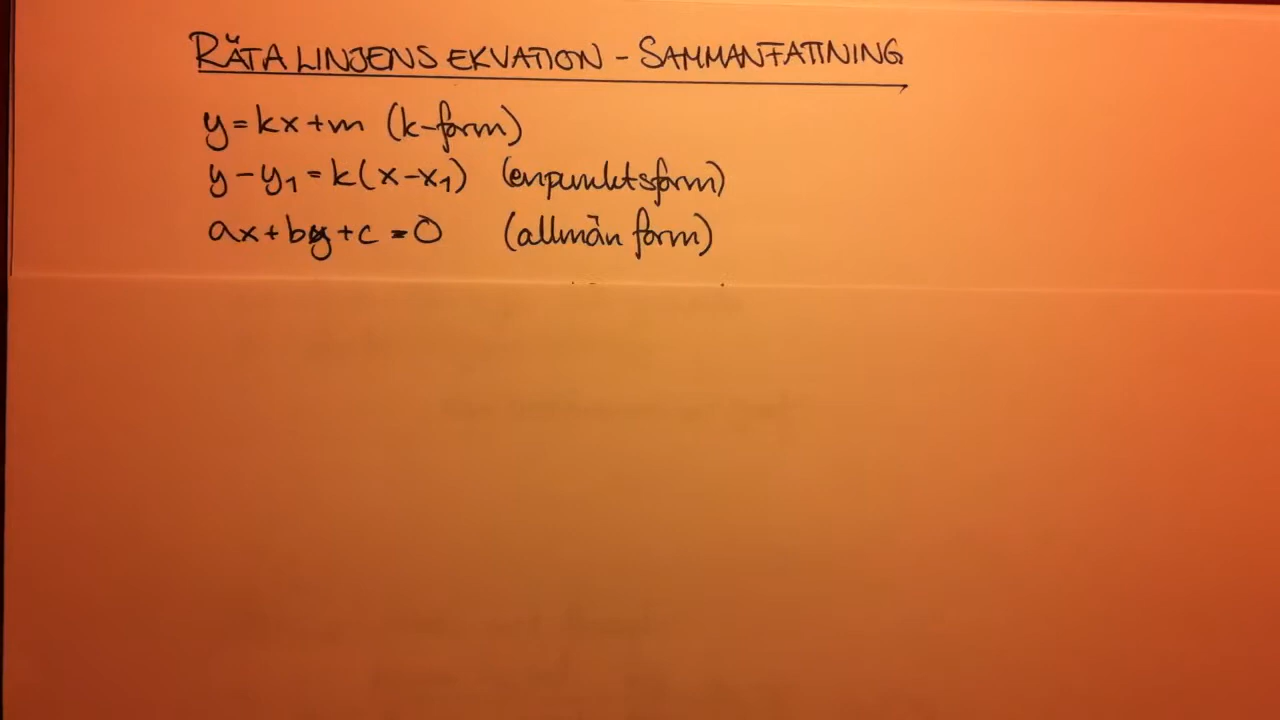 RÄTA LINJENS EKVATION - SAMMANFATTNING
y = kx + m (k-form)
y - y₁ = k(x - x₁) (enpunktsform)
ax + by + c = 0 (allmän form)